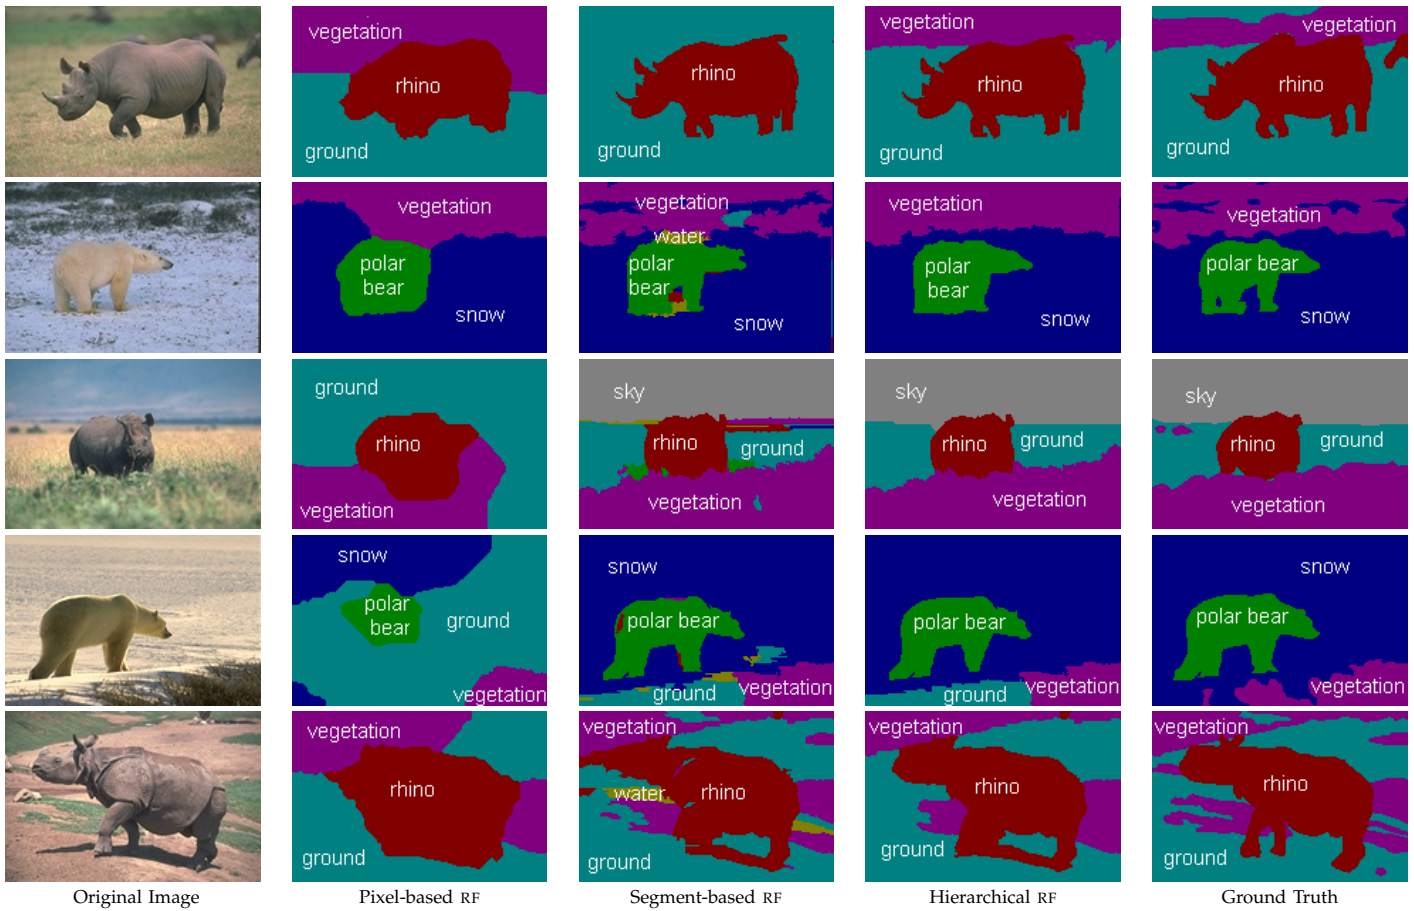 vegetation
rhino
ground
rhino
ground
vegetation
rhino
ground
vegetation
rhino
ground
vegetation
polar
bear
snow
vegetation
water
polar
bear
snow
vegetation
polar
bear
snow
vegetation
polar bear
snow
ground
rhino
vegetation
sky
rhino
ground
vegetation
sky
rhino
ground
vegetation
sky
rhino
ground
vegetation
snow
polar
bear
ground
vegetation
snow
polar bear
ground
vegetation
polar bear
ground
vegetation
snow
polar bear
vegetation
vegetation
rhino
ground
vegetation
water
rhino
ground
vegetation
rhino
ground
vegetation
rhino
ground
Original Image
Pixel-based RF
Segment-based RF
Hierarchical RF
Ground Truth